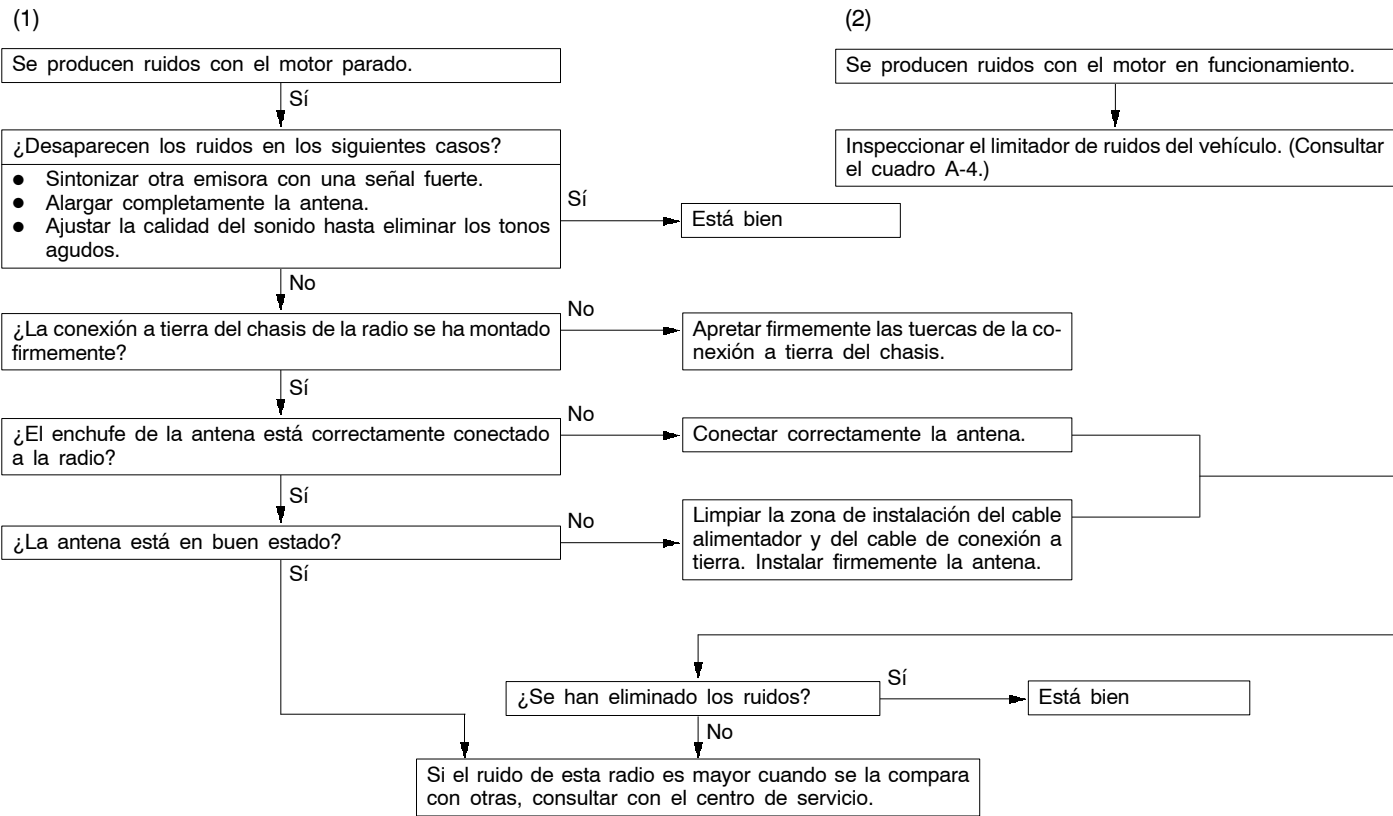 (1)
Se producen ruidos con el motor parado.
Sí
¿Desaparecen los ruidos en los siguientes casos?
● Sintonizar otra emisora con una señal fuerte.
● Alargar completamente la antena.
● Ajustar la calidad del sonido hasta eliminar los tonos
agudos.
Sí
Está bien
No
¿La conexión a tierra del chasis de la radio se ha montado
firmemente?
No
Apretar firmemente las tuercas de la co-
nexión a tierra del chasis.
Sí
¿El enchufe de la antena está correctamente conectado
a la radio?
No
Conectar correctamente la antena.
Sí
¿La antena está en buen estado?
No
Limpiar la zona de instalación del cable
alimentador y del cable de conexión a
tierra. Instalar firmemente la antena.
Sí
¿Se han eliminado los ruidos?
Sí
Está bien
No
Si el ruido de esta radio es mayor cuando se la compara
con otras, consultar con el centro de servicio.
(2)
Se producen ruidos con el motor en funcionamiento.
Inspeccionar el limitador de ruidos del vehículo. (Consultar
el cuadro A-4.)